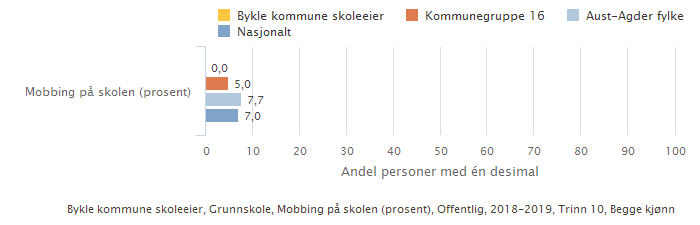 Bykle kommune skoleeier Kommunegruppe 16 Aust-Agder fylke
Nasjonalt
Mobbing på skolen (prosent)
0,0
5,0
7,7
7,0
0 10 20 30 40 50 60 70 80 90 100
Andel personer med én desimal
Bykle kommune skoleeier, Grunnskole, Mobbing på skolen (prosent), Offentlig, 2018-2019, Trinn 10, Begge kjønn